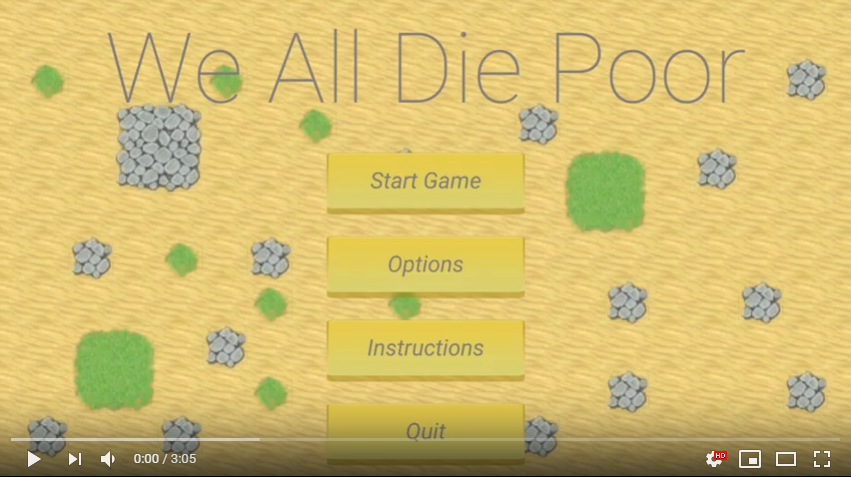 We All Die Poor
Start Game
Options
Instructions
Quit
0:00 / 3:05
HD